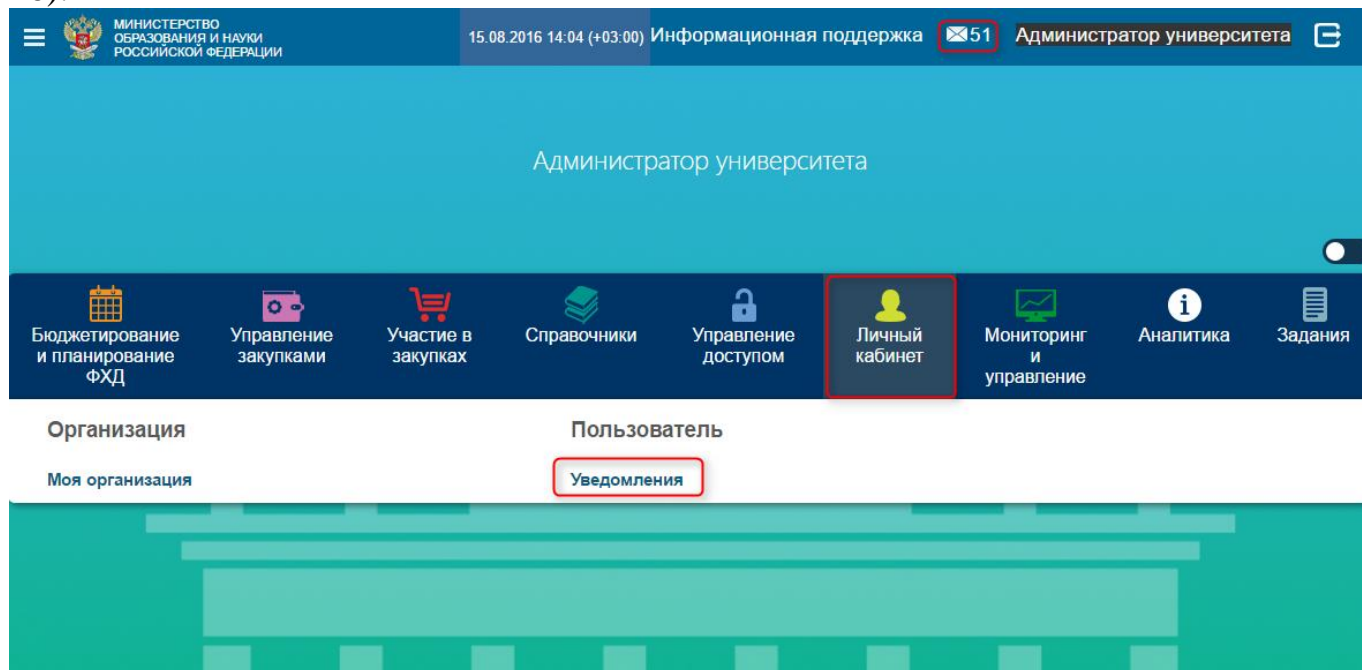 МИНИСТЕРСТВО
ОБРАЗОВАНИЯ И НАУКИ
РОССИЙСКОЙ ФЕДЕРАЦИИ
15.08.2016 14:04 (+03:00) Информационная поддержка 51 Администратор университета
Администратор университета
Бюджетирование
и планирование
ФХД
Управление
закупками
Участие в
закупках
Справочники
Управление
доступом
Личный
кабинет
Мониторинг
и
управление
Аналитика
Задания
Организация
Пользователь
Моя организация
Уведомления